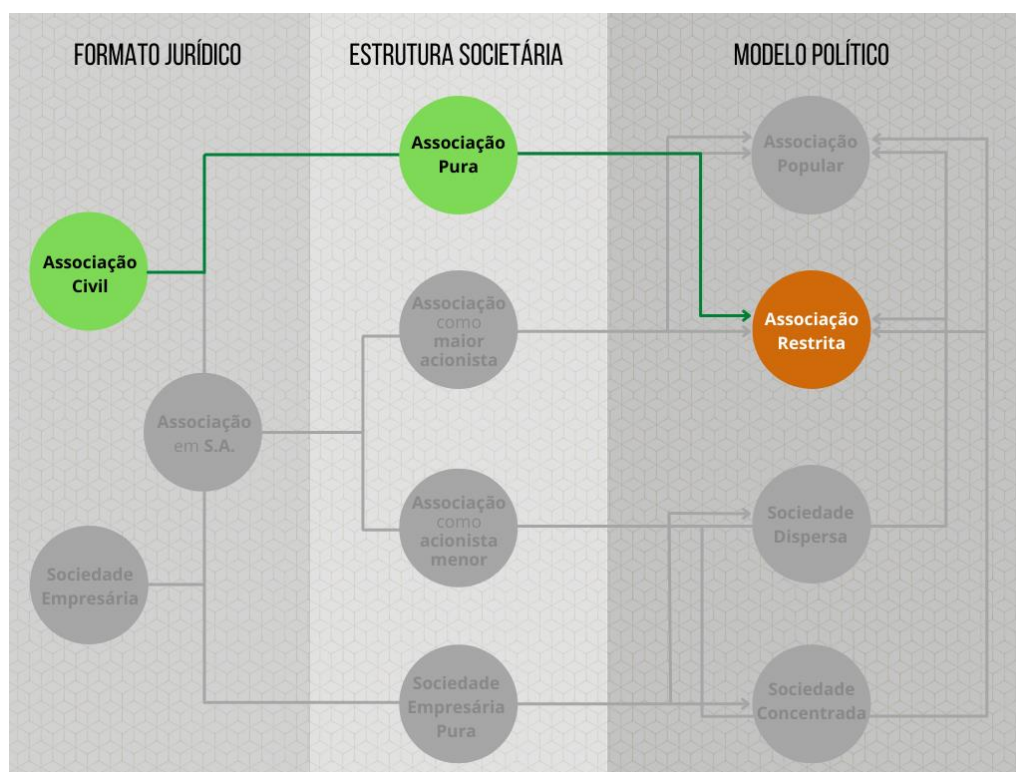 FORMATO JURÍDICO
ESTRUTURA SOCIETÁRIA
MODELO POLÍTICO
Associação
Civil
Associação
em S.A.
Sociedade
Empresária
Associação
Pura
Associação
como
maior
acionista
Associação
como
acionista
menor
Sociedade
Empresária
Pura
Associação
Popular
Associação
Restrita
Sociedade
Dispersa
Sociedade
Concentrada